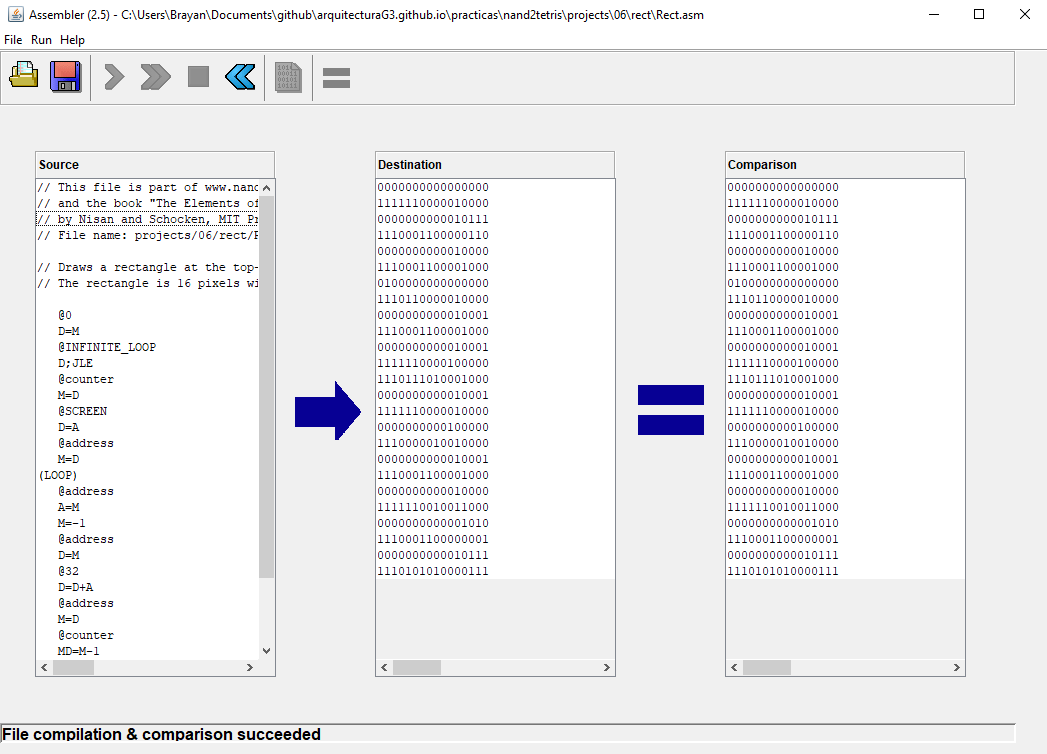 Assembler (2.5) - C:\Users\Brayan\Documents\github\arquitecturaG3.github.io\practicas\nand2tetris\projects\06\rect\Rect.asm
File Run Help
Source
// This file is part of www.nand
// and the book "The Elements of
// by Nisan and Schocken, MIT Pr
// File name: projects/06/rect/R
// Draws a rectangle at the top-
// The rectangle is 16 pixels wi
@0
D=M
@INFINITE_LOOP
D;JLE
@counter
M=D
@SCREEN
D=A
@address
M=D
(LOOP)
@address
A=M
M=-1
@address
D=M
@32
D=D+A
@address
M=D
@counter
MD=M-1
Destination
0000000000000000
1111110000010000
0000000000010111
1110001100000110
0000000000010000
1110001100001000
0100000000000000
1110110000010000
0000000000010001
1110001100001000
0000000000010001
1111110000100000
1110111010001000
0000000000010001
1111110000010000
0000000000100000
1110000010010000
0000000000010001
1110001100001000
0000000000010000
1111110010011000
0000000000001010
1110001100000001
0000000000010111
1110101010000111
Comparison
0000000000000000
1111110000010000
0000000000010111
1110001100000110
0000000000010000
1110001100001000
0100000000000000
1110110000010000
0000000000010001
1110001100001000
0000000000010001
1111110000100000
1110111010001000
0000000000010001
1111110000010000
0000000000100000
1110000010010000
0000000000010001
1110001100001000
0000000000010000
1111110010011000
0000000000001010
1110001100000001
0000000000010111
1110101010000111
File compilation & comparison succeeded